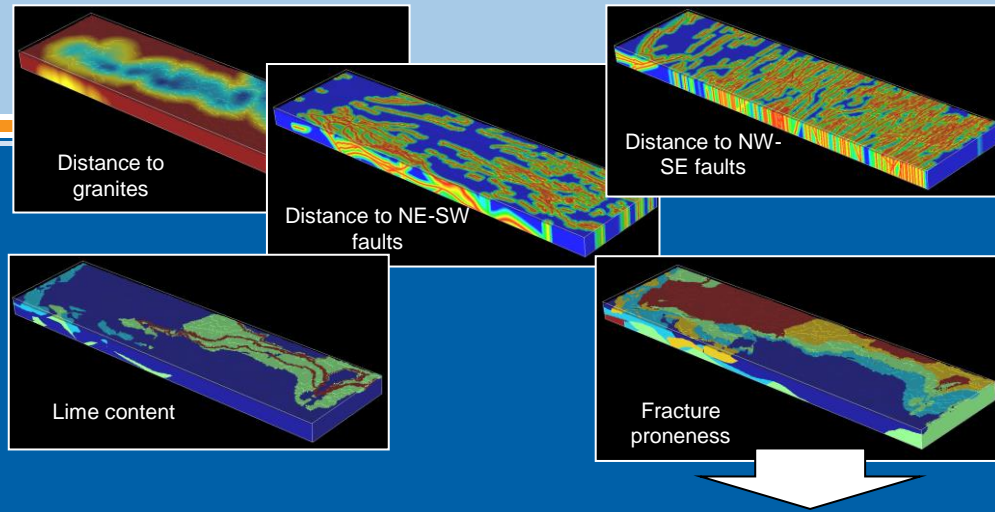 Distance to
granites
Distance to NE-SW
faults
Distance to NW-
SE faults
Lime content
Fracture
proneness